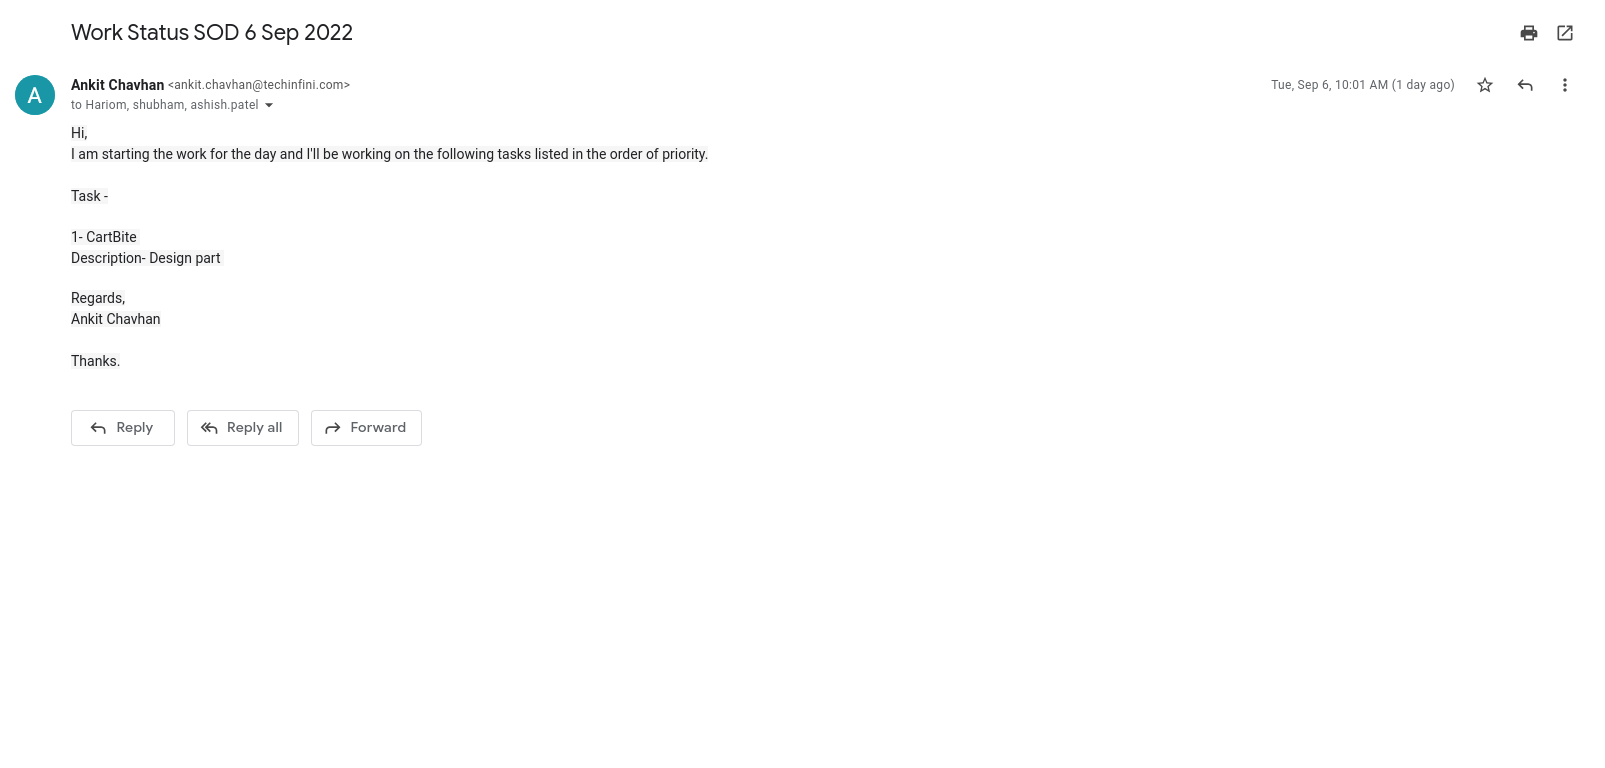 Work Status SOD 6 Sep 2022
A
Ankit Chavhan <ankit.chavhan@techinfini.com>
Tue, Sep 6, 10:01 AM (1 day ago)
to Hariom, shubham, ashish.patel
Hi,
I am starting the work for the day and I'll be working on the following tasks listed in the order of priority.
Task -
1- CartBite
Description- Design part
Regards,
Ankit Chavhan
Thanks.
Reply Reply all Forward